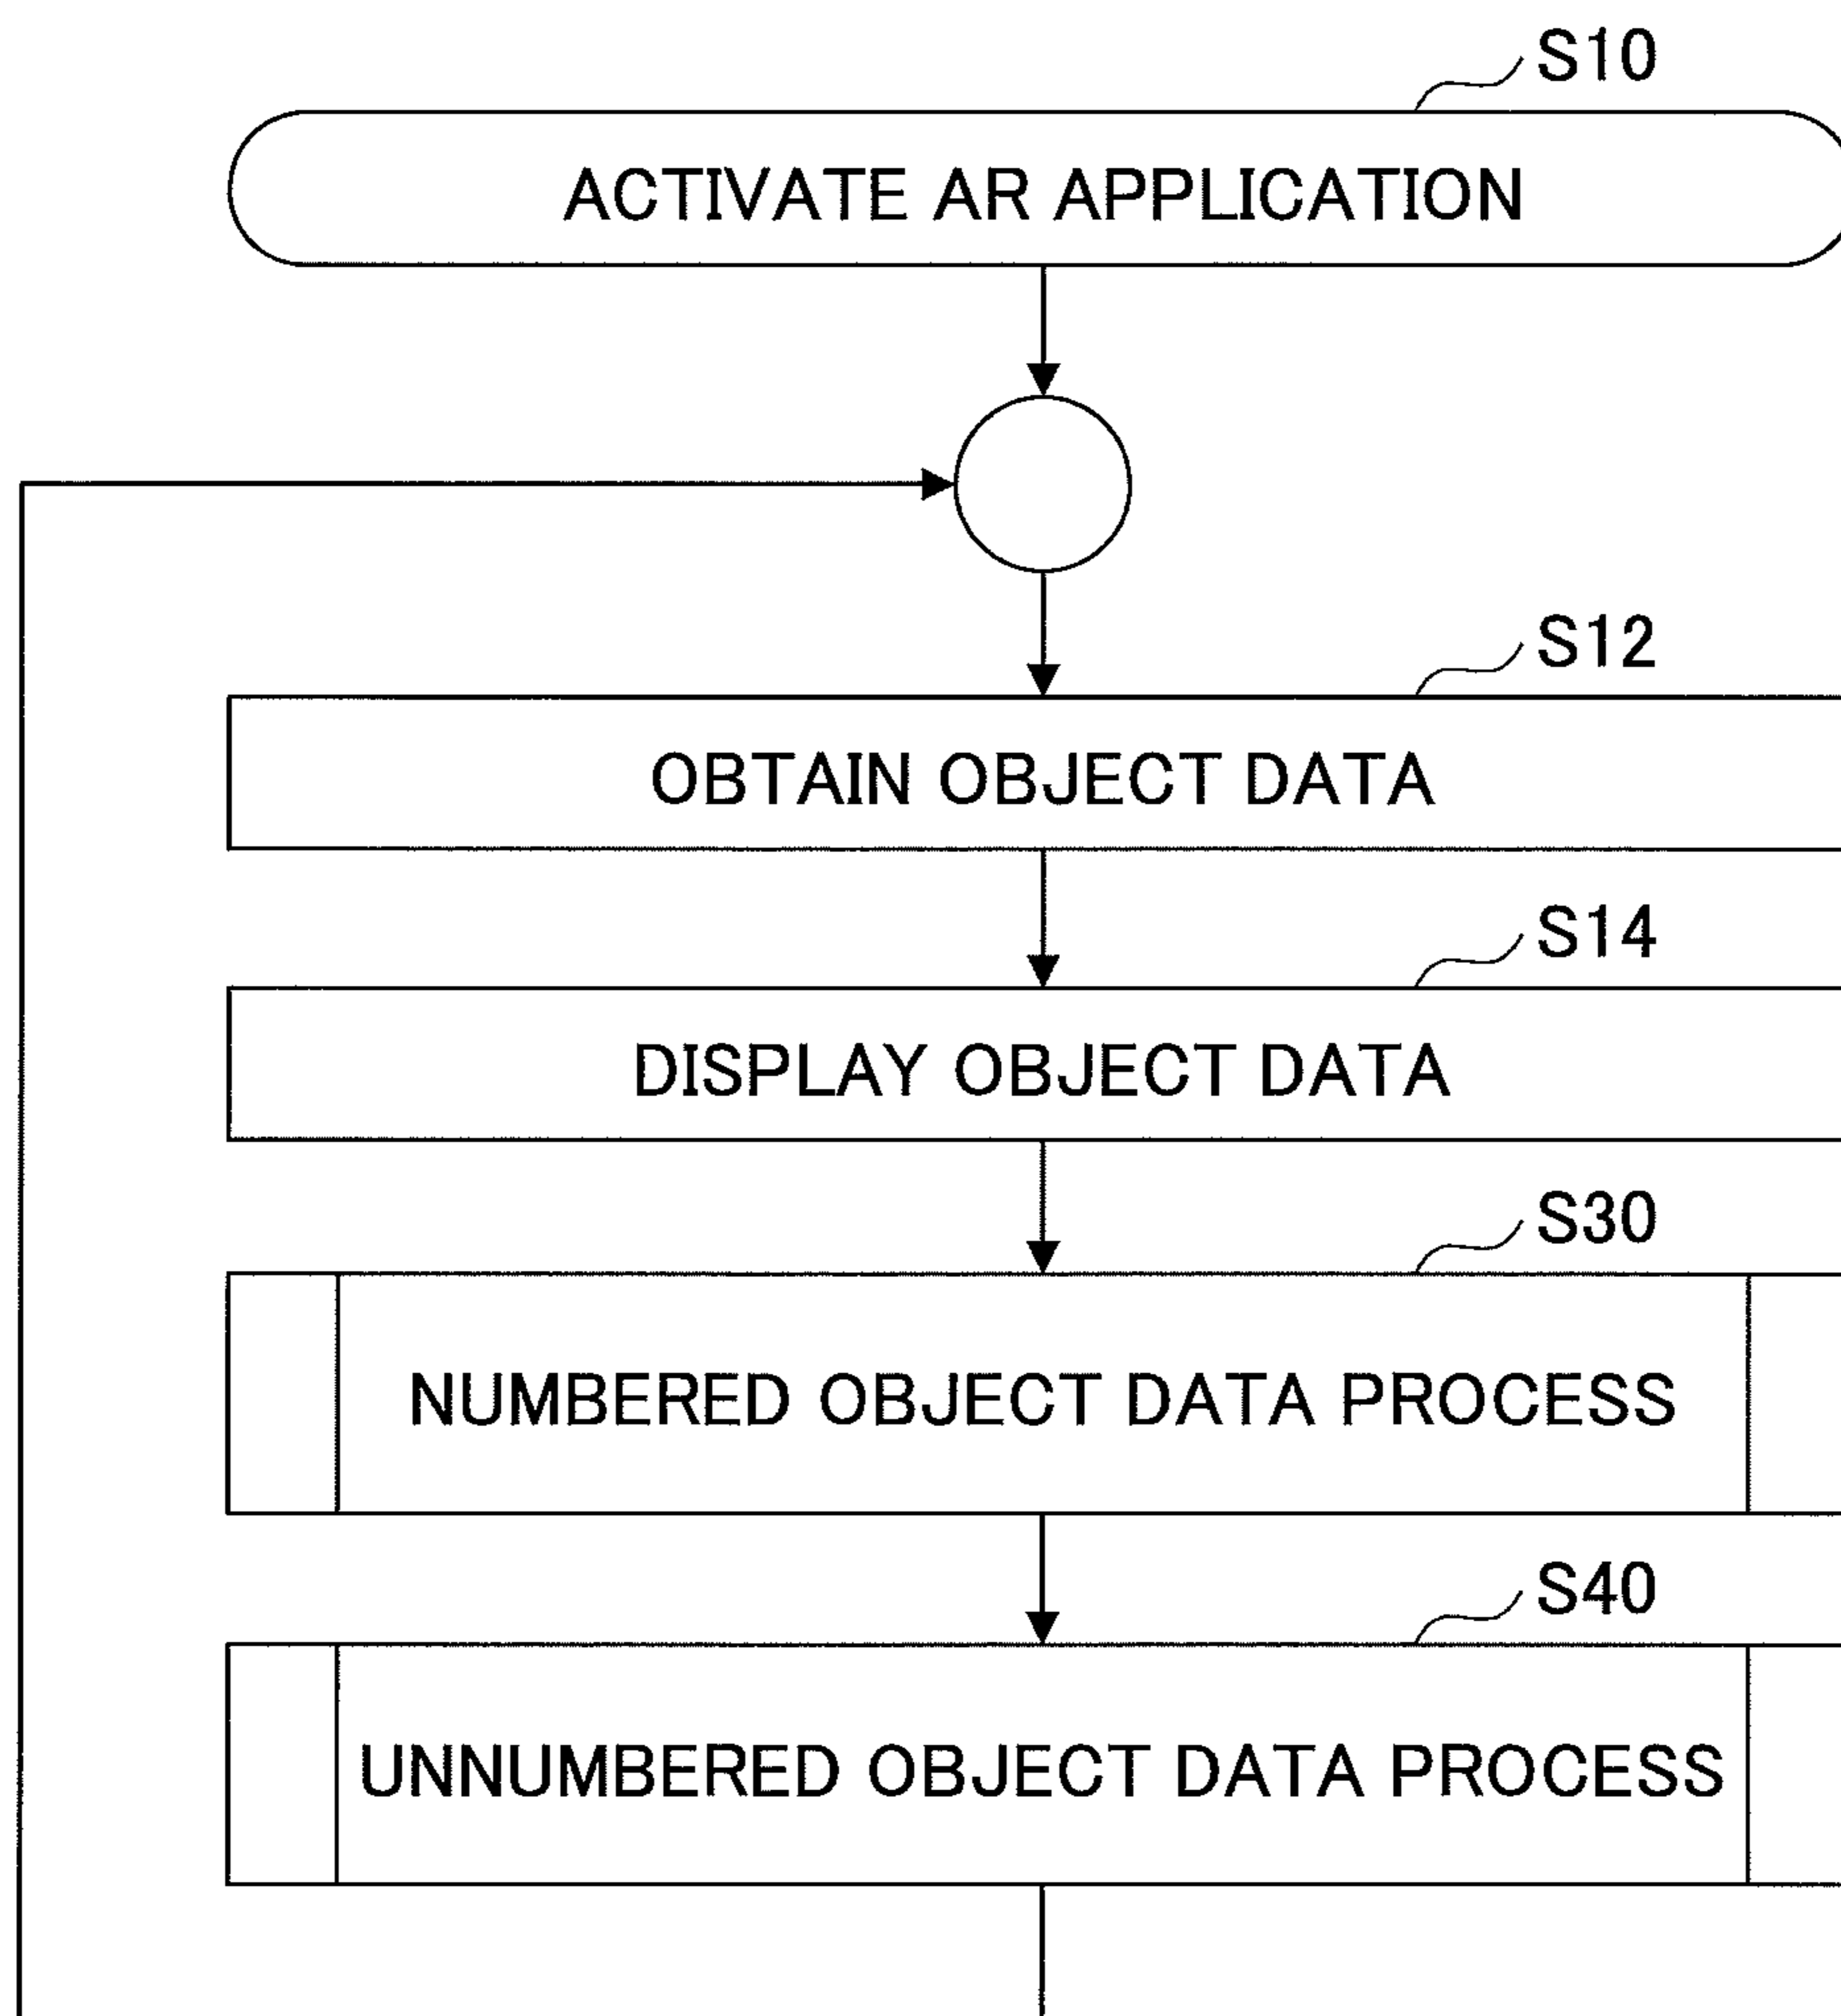 S10
ACTIVATE AR APPLICATION
S12
OBTAIN OBJECT DATA
S14
DISPLAY OBJECT DATA
S30
NUMBERED OBJECT DATA PROCESS
S40
UNNUMBERED OBJECT DATA PROCESS